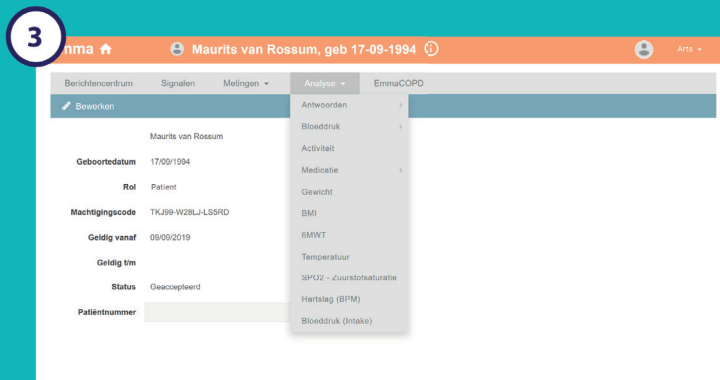 3
nma
Maurits van Rossum, geb 17-09-1994
Arts
Berichtencentrum Signalen Metingen Analyse EmmaCOPD
Bewerken
Maurits van Rossum
Geboortedatum 17/09/1994
Rol Patient
Machtigingscode TKJ99-W28LJ-LS5RD
Geldig vanaf 09/09/2019
Geldig t/m
Status Geaccepteerd
Patiëntnummer
Antwoorden
Bloeddruk
Activiteit
Medicatie
Gewicht
BMI
6MWT
Temperatuur
SPO2 - Zuurstofsaturatie
Hartslag (BPM)
Bloeddruk (Intake)